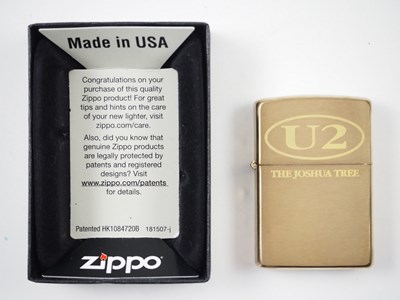 Made in USA
Congratulations on your
purchase of this quality
Zippo product! For great
tips and hints on the care
of your new lighter, visit
zippo.com/care.
Also, did you know that
genuine Zippo products
are legally protected by
patents and registered
designs? Visit
www.zippo.com/patents
for details.
Patented HK1084720B 181507-j
zippo
U2
THE JOSHUA TREE